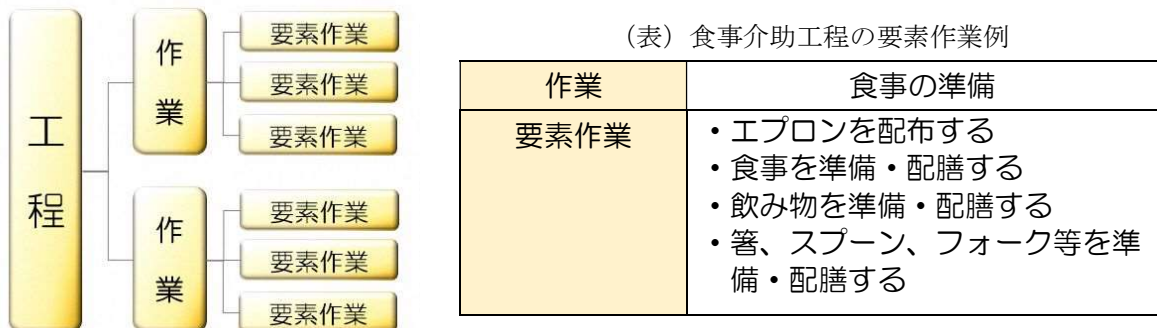 工程
作業
要素作業
要素作業
要素作業
作業
要素作業
要素作業
要素作業
（表）食事介助工程の要素作業例
作業 食事の準備
要素作業 ・エプロンを配布する
・食事を準備・配膳する
・飲み物を準備・配膳する
・箸、スプーン、フォーク等を準
備・配膳する